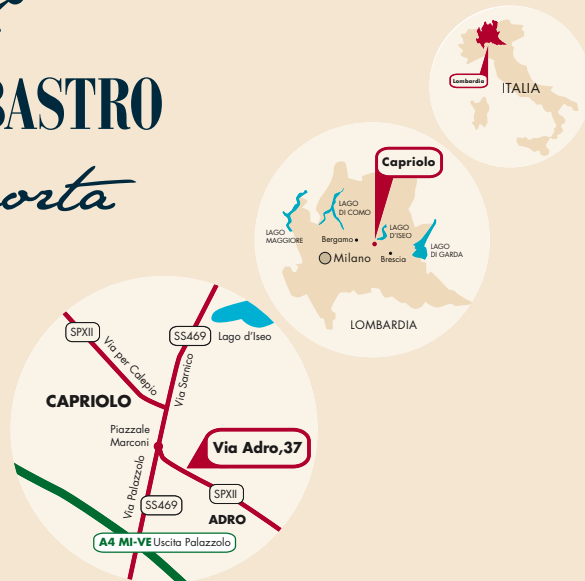 BASTRO
orta
Lombardia
ITALIA
Capriolo
LAGO
DI COMO
LAGO
MAGGIORE
LAGO
D'ISEO
Bergamo
LAGO
DI GARDA
Milano
Brescia
LOMBARDIA
SPXII
SS469
Lago d'Iseo
Via per Calepio
Via Sarnico
CAPRIOLO
Piazzale
Marconi
Via Adro,37
Via Palazzolo
SPXII
SS469
ADRO
A4 MI-VE Uscita Palazzolo